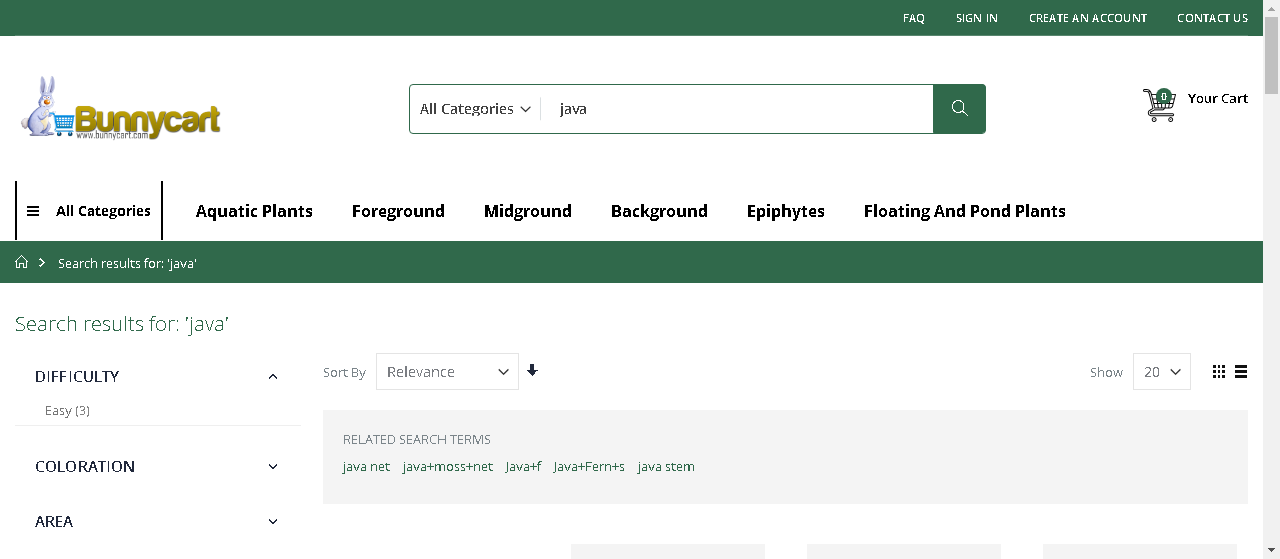 FAQ SIGN IN CREATE AN ACCOUNT CONTACT US
Bunnycart
www.bunnycart.com
All Categories java
0 Your Cart
All Categories Aquatic Plants Foreground Midground Background Epiphytes Floating And Pond Plants
Search results for: 'java'
Search results for: 'java'
DIFFICULTY
Easy (3)
COLORATION
AREA
Sort By Relevance Show 20
RELATED SEARCH TERMS
java net java+moss+net Java+f Java+Fern+s java stem